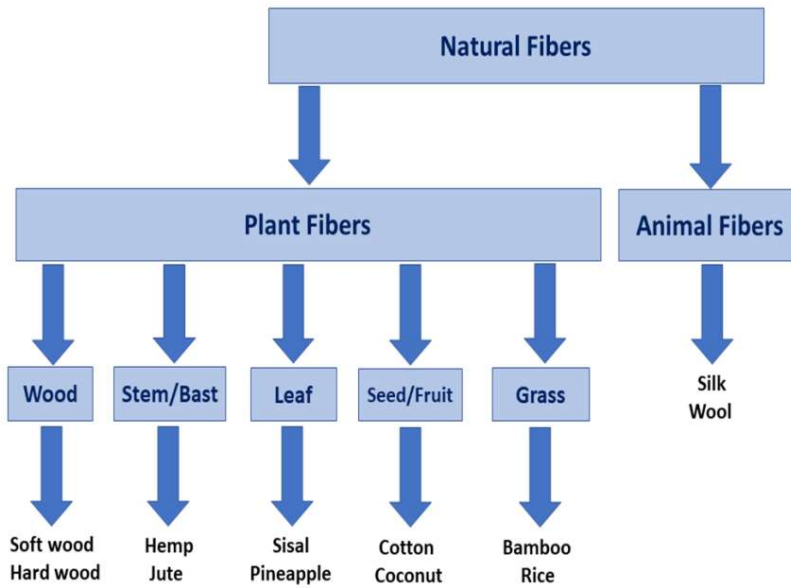 Natural Fibers
Plant Fibers
Animal Fibers
Wood
Stem/Bast
Leaf
Seed/Fruit
Grass
Silk
Wool
Soft wood
Hard wood
Hemp
Jute
Sisal
Pineapple
Cotton
Coconut
Bamboo
Rice